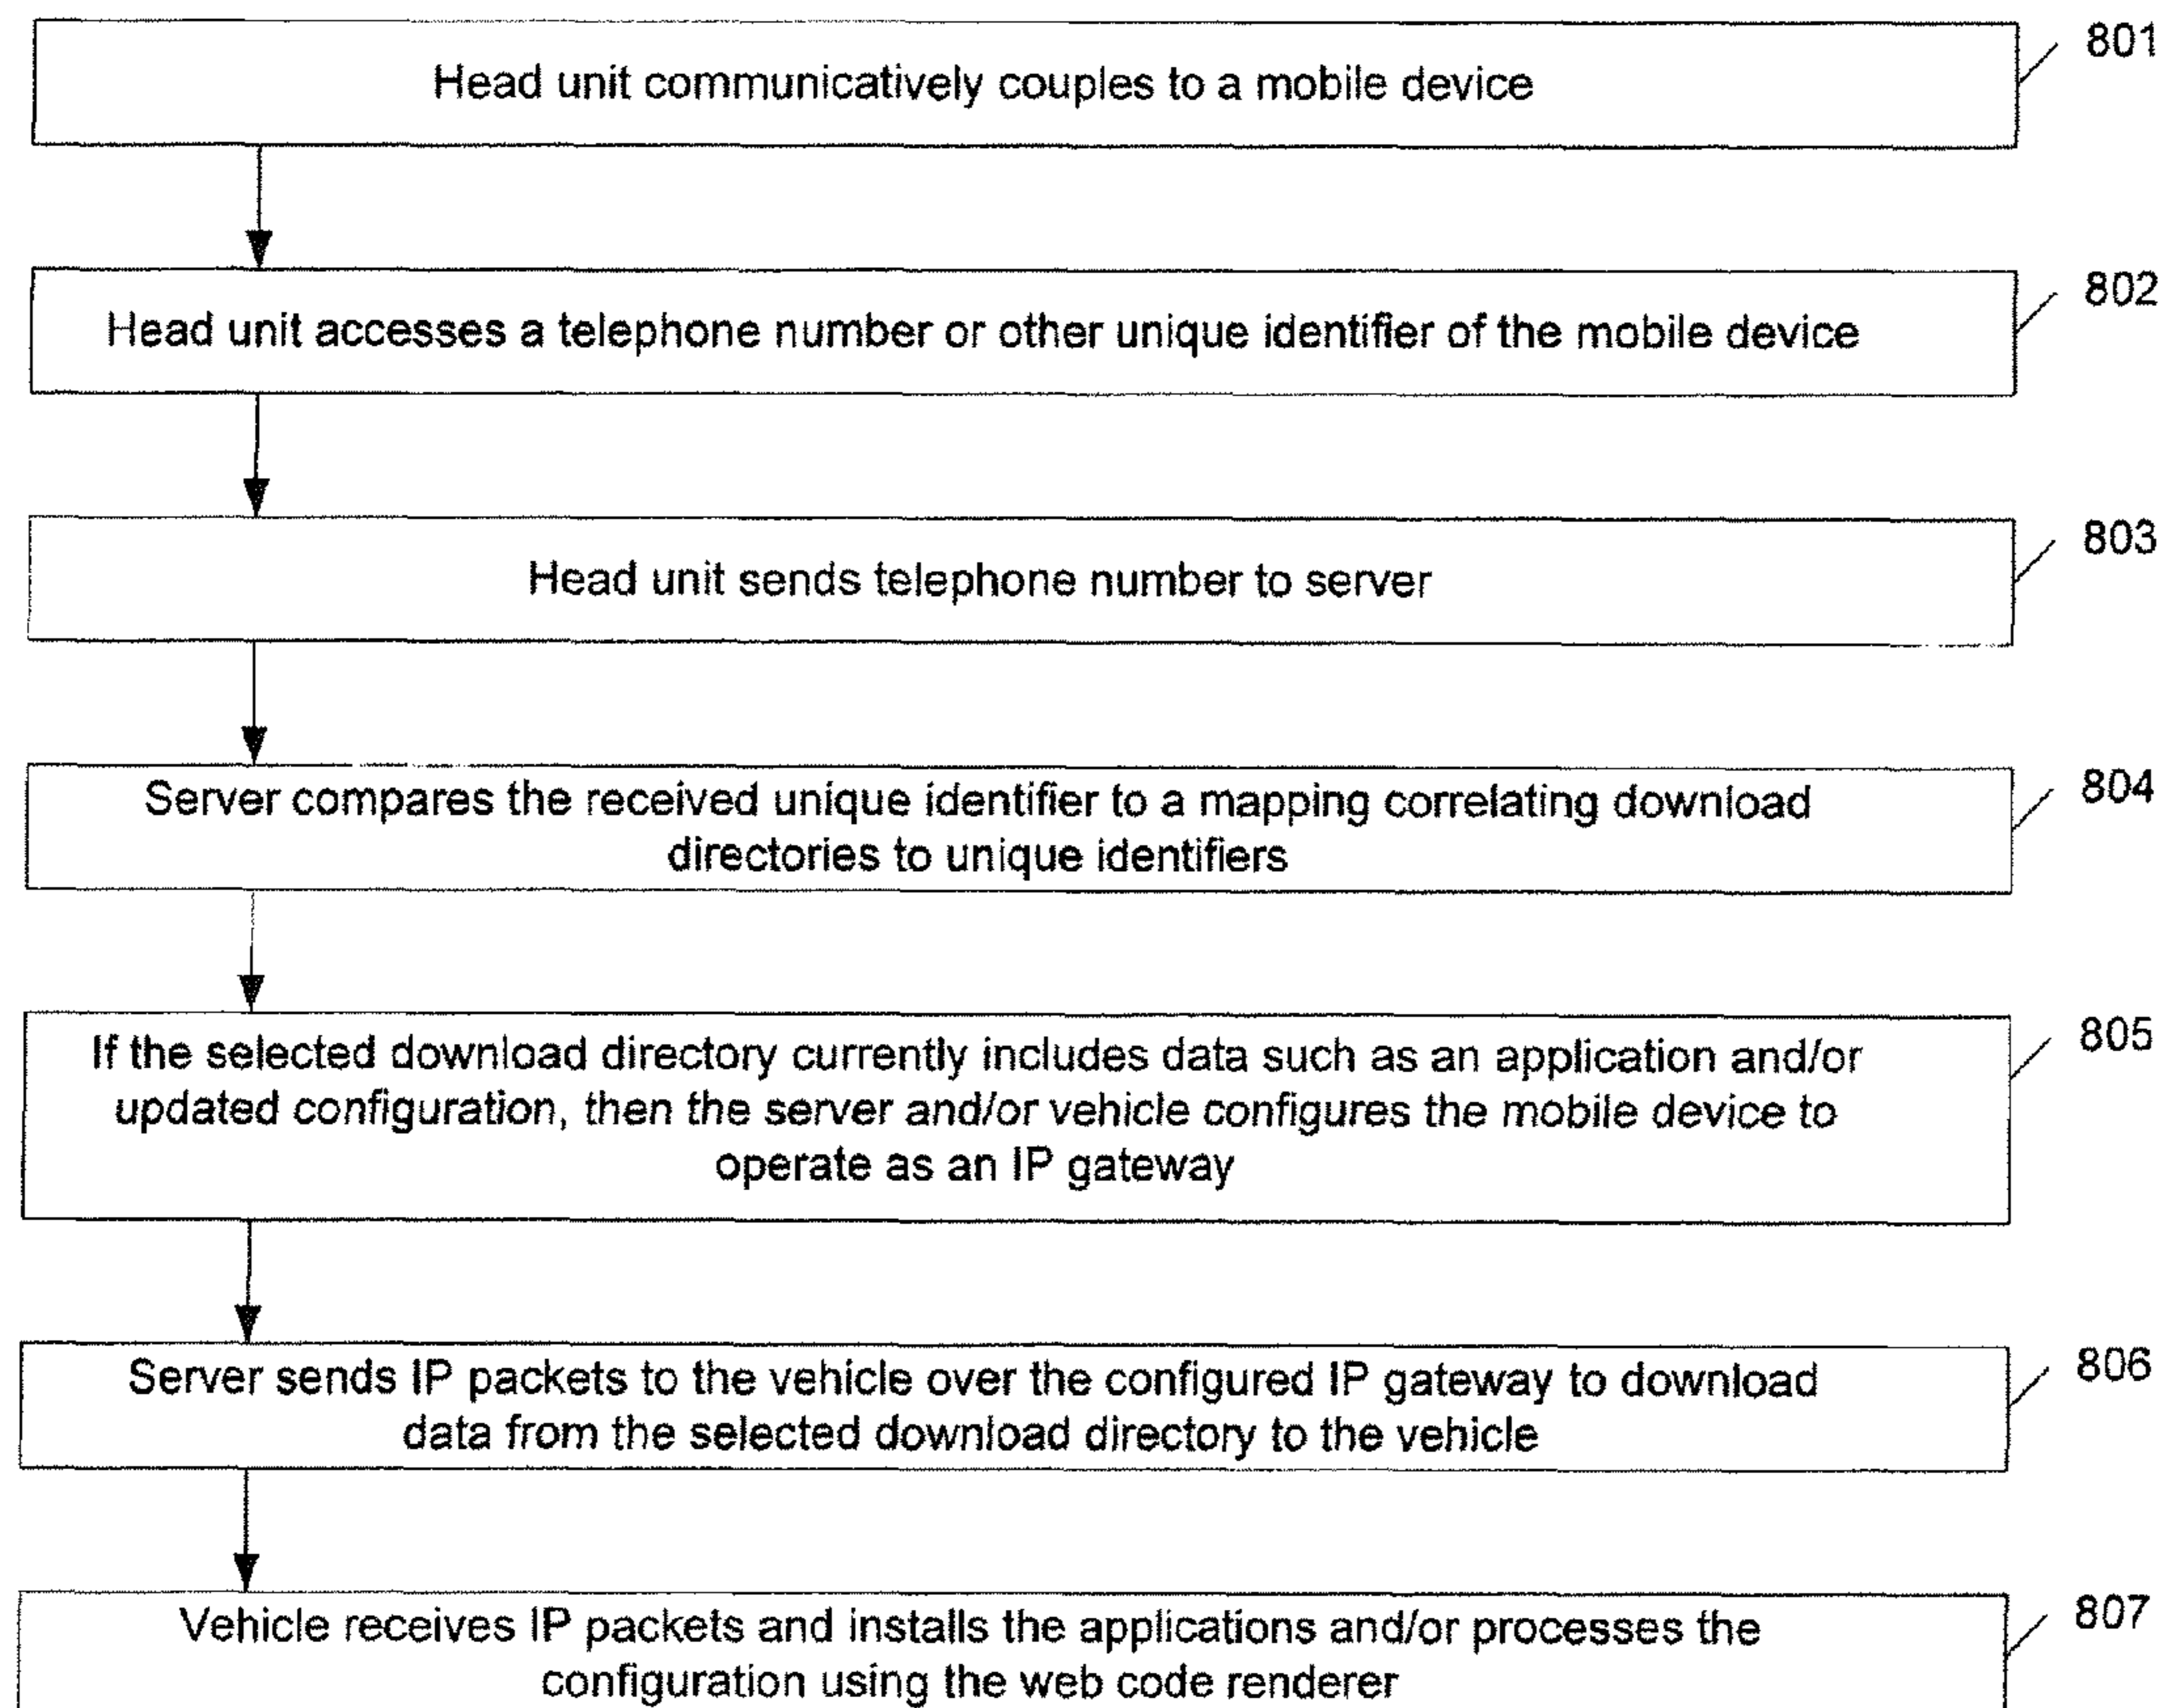 801
Head unit communicatively couples to a mobile device
802
Head unit accesses a telephone number or other unique identifier of the mobile device
803
Head unit sends telephone number to server
804
Server compares the received unique identifier to a mapping correlating download
directories to unique identifiers
805
If the selected download directory currently includes data such as an application and/or
updated configuration, then the server and/or vehicle configures the mobile device to
operate as an IP gateway
806
Server sends IP packets to the vehicle over the configured IP gateway to download
data from the selected download directory to the vehicle
807
Vehicle receives IP packets and installs the applications and/or processes the
configuration using the web code renderer